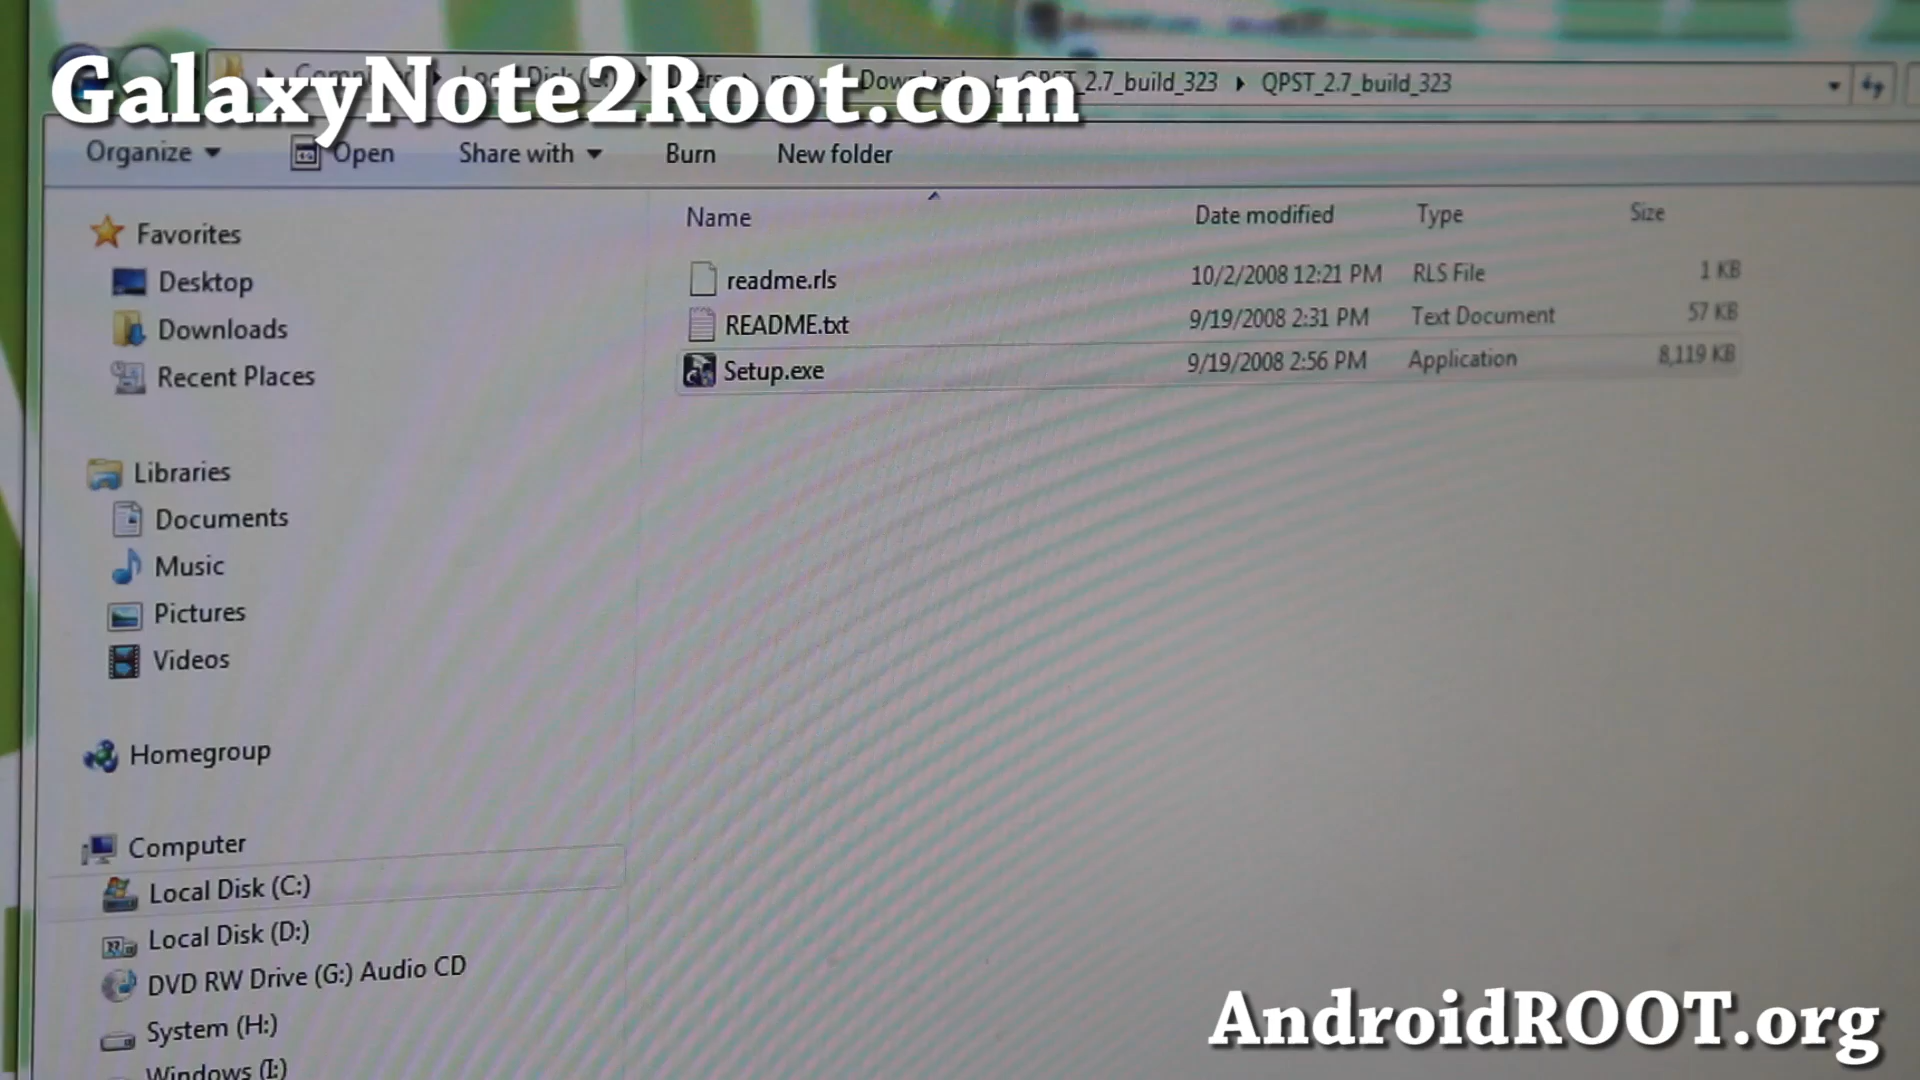 GalaxyNote2Root.com
QPST_2.7_build_323 QPST_2.7_build_323
Organize Open Share with Burn New folder
Name Date modified Type Size
readme.rls 10/2/2008 12:21 PM RLS File 1 KB
README.txt 9/19/2008 2:31 PM Text Document 57 KB
Setup.exe 9/19/2008 2:56 PM Application 8,119 KB
Favorites
Desktop
Downloads
Recent Places
Libraries
Documents
Music
Pictures
Videos
Homegroup
Computer
Local Disk (C:)
Local Disk (D:)
DVD RW Drive (G:) Audio CD
System (H:)
Windows (I:)
AndroidROOT.org